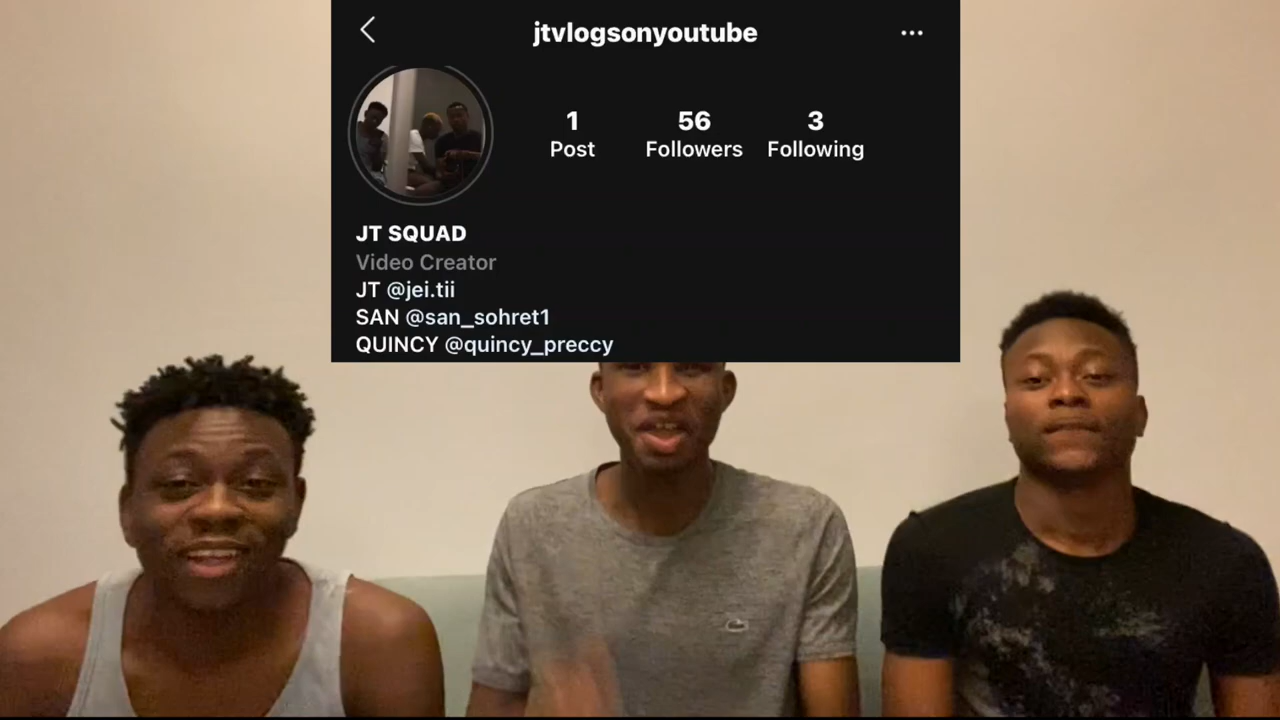 jtvlogsonyoutube
1 56 3
Post Followers Following
JT SQUAD
Video Creator
JT @jei.tii
SAN @san_sohret1
QUINCY @quincy_preccy